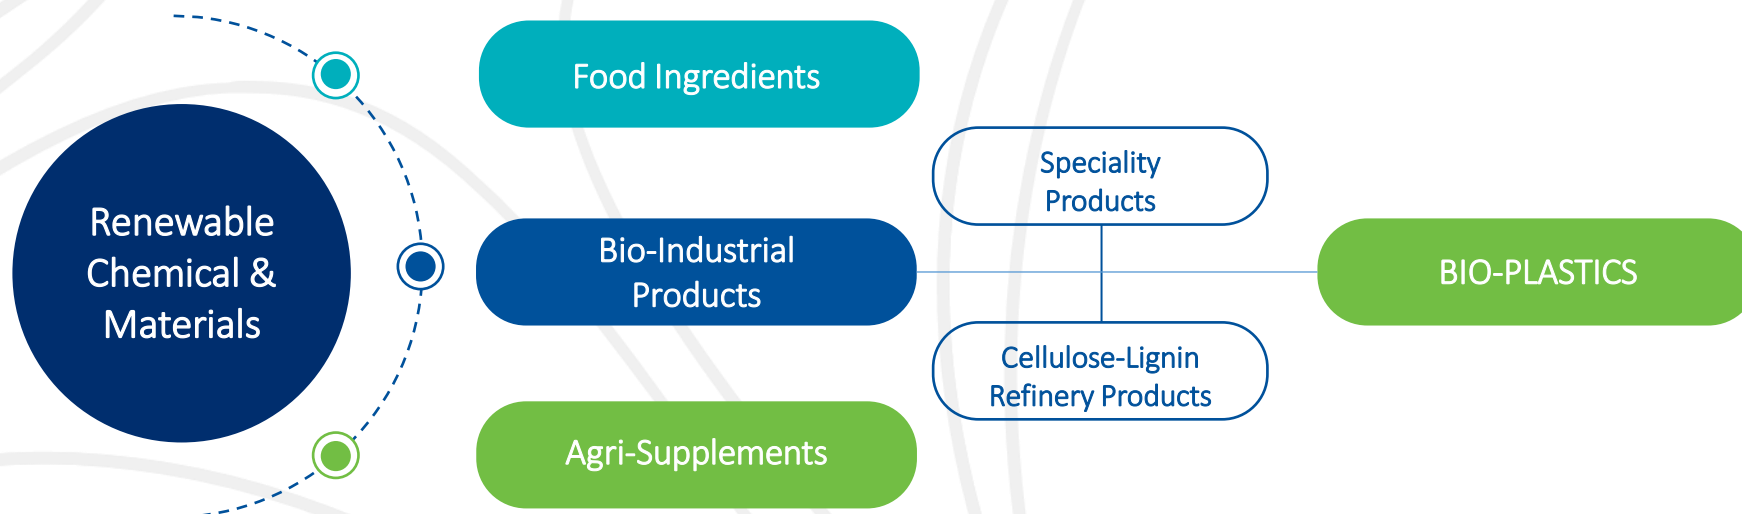 Renewable
Chemical &
Materials
Food Ingredients
Bio-Industrial
Products
Agri-Supplements
Speciality
Products
Cellulose-Lignin
Refinery Products
BIO-PLASTICS